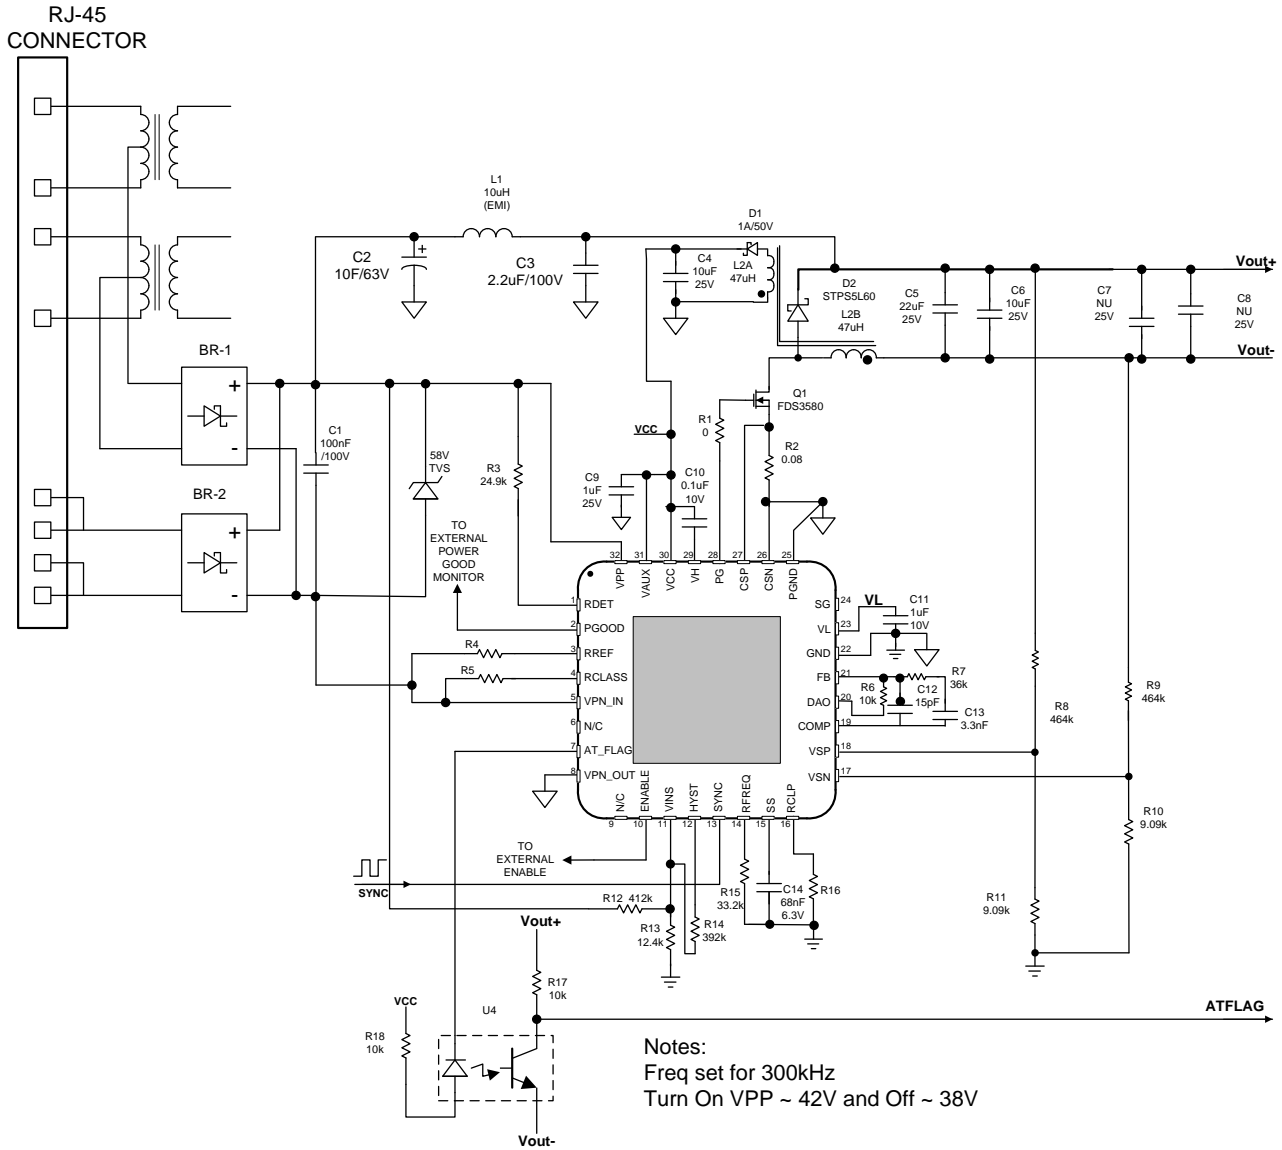 RJ-45
CONNECTOR
L1
10uH
(EMI)
C2
10F/63V
+
C3
2.2uF/100V
D1
1A/50V
C4
10uF
25V
L2A
47uH
D2
STPS5L60
L2B
47uH
C5
22uF
25V
C6
10uF
25V
C7
NU
25V
C8
NU
25V
Vout+
Vout-
BR-1
+
-
BR-2
+
-
C1
100nF
/100V
58V
TVS
R3
24.9k
VCC
R1
0
Q1
FDS3580
R2
0.08
C9
1uF
25V
C10
0.1uF
10V
TO
EXTERNAL
POWER
GOOD
MONITOR
32 31 30 29 28 27 26 25
VPP VAUX VCC VH PG CSP CSN PGND
1 RDET
2 PGOOD
3 RREF
4 RCLASS
5 VPN_IN
6 N/C
7 AT_FLAG
8 VPN_OUT
R4
R5
SG 24
VL 23
GND 22
FB 21
DAO 20
COMP 19
VSP 18
VSN 17
VL
C11
1uF
10V
R7
36k
R6
10k
C12
15pF
C13
3.3nF
R8
464k
R9
464k
R10
9.09k
R11
9.09k
N/C ENABLE VINS HYST SYNC RFREQ SS RCLP
9 10 11 12 13 14 15 16
TO
EXTERNAL
ENABLE
SYNC
R12 412k
R13
12.4k
R14
392k
R15
33.2k
C14
68nF
6.3V
R16
Vout+
R17
10k
VCC
R18
10k
U4
Vout-
ATFLAG
Notes:
Freq set for 300kHz
Turn On VPP ~ 42V and Off ~ 38V